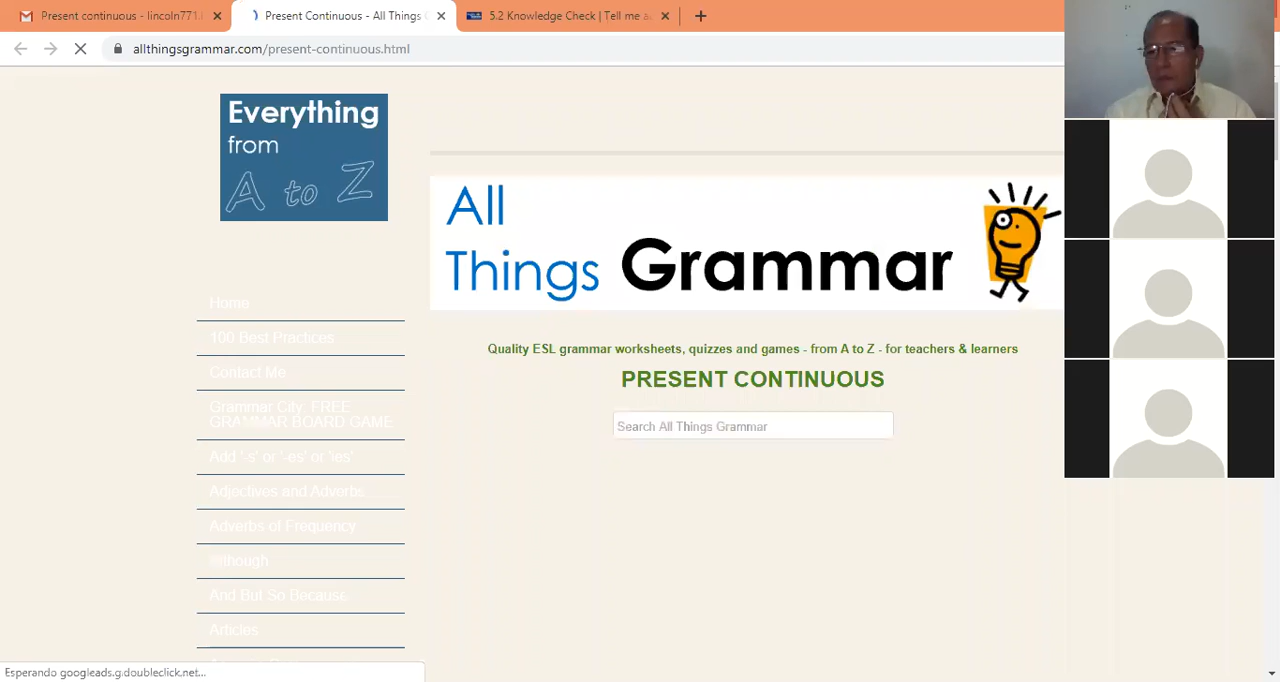 Present continuous - lincoln771.
Present Continuous - All Things
5.2 Knowledge Check | Tell me
allthingsgrammar.com/present-continuous.html
Everything
from
A to Z
All
Things Grammar
Home
100 Best Practices
Contact Me
Grammar City: FREE
GRAMMAR BOARD GAME
Add '-s' or '-es' or 'ies'
Adjectives and Adverbs
Adverbs of Frequency
Although
And But So Because
Articles
Quality ESL grammar worksheets, quizzes and games - from A to Z - for teachers & learners
PRESENT CONTINUOUS
Search All Things Grammar
Esperando googleads.g.doubleclick.net...